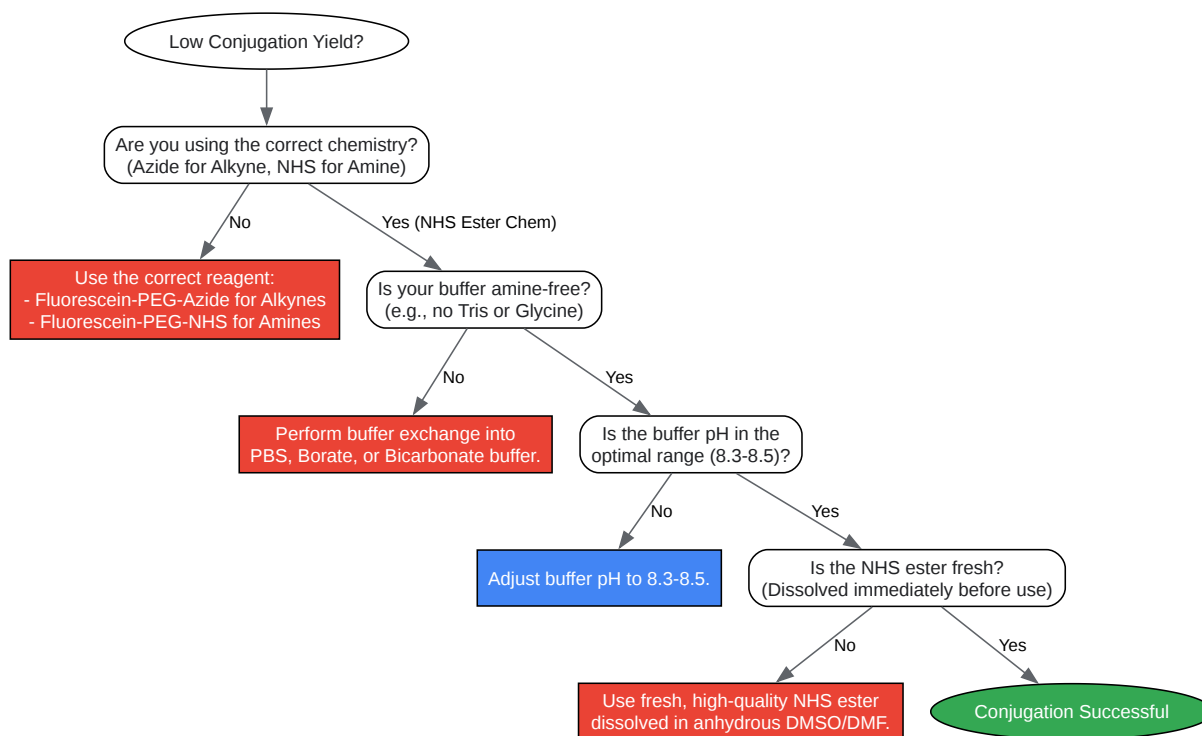 Low Conjugation Yield?
Are you using the correct chemistry?
(Azide for Alkyne, NHS for Amine)
No
Yes (NHS Ester Chem)
Use the correct reagent:
- Fluorescein-PEG-Azide for Alkynes
- Fluorescein-PEG-NHS for Amines
Is your buffer amine-free?
(e.g., no Tris or Glycine)
No
Yes
Perform buffer exchange into
PBS, Borate, or Bicarbonate buffer.
Is the buffer pH in the
optimal range (8.3-8.5)?
No
Yes
Adjust buffer pH to 8.3-8.5.
Is the NHS ester fresh?
(Dissolved immediately before use)
No
Yes
Use fresh, high-quality NHS ester
dissolved in anhydrous DMSO/DMF.
Conjugation Successful